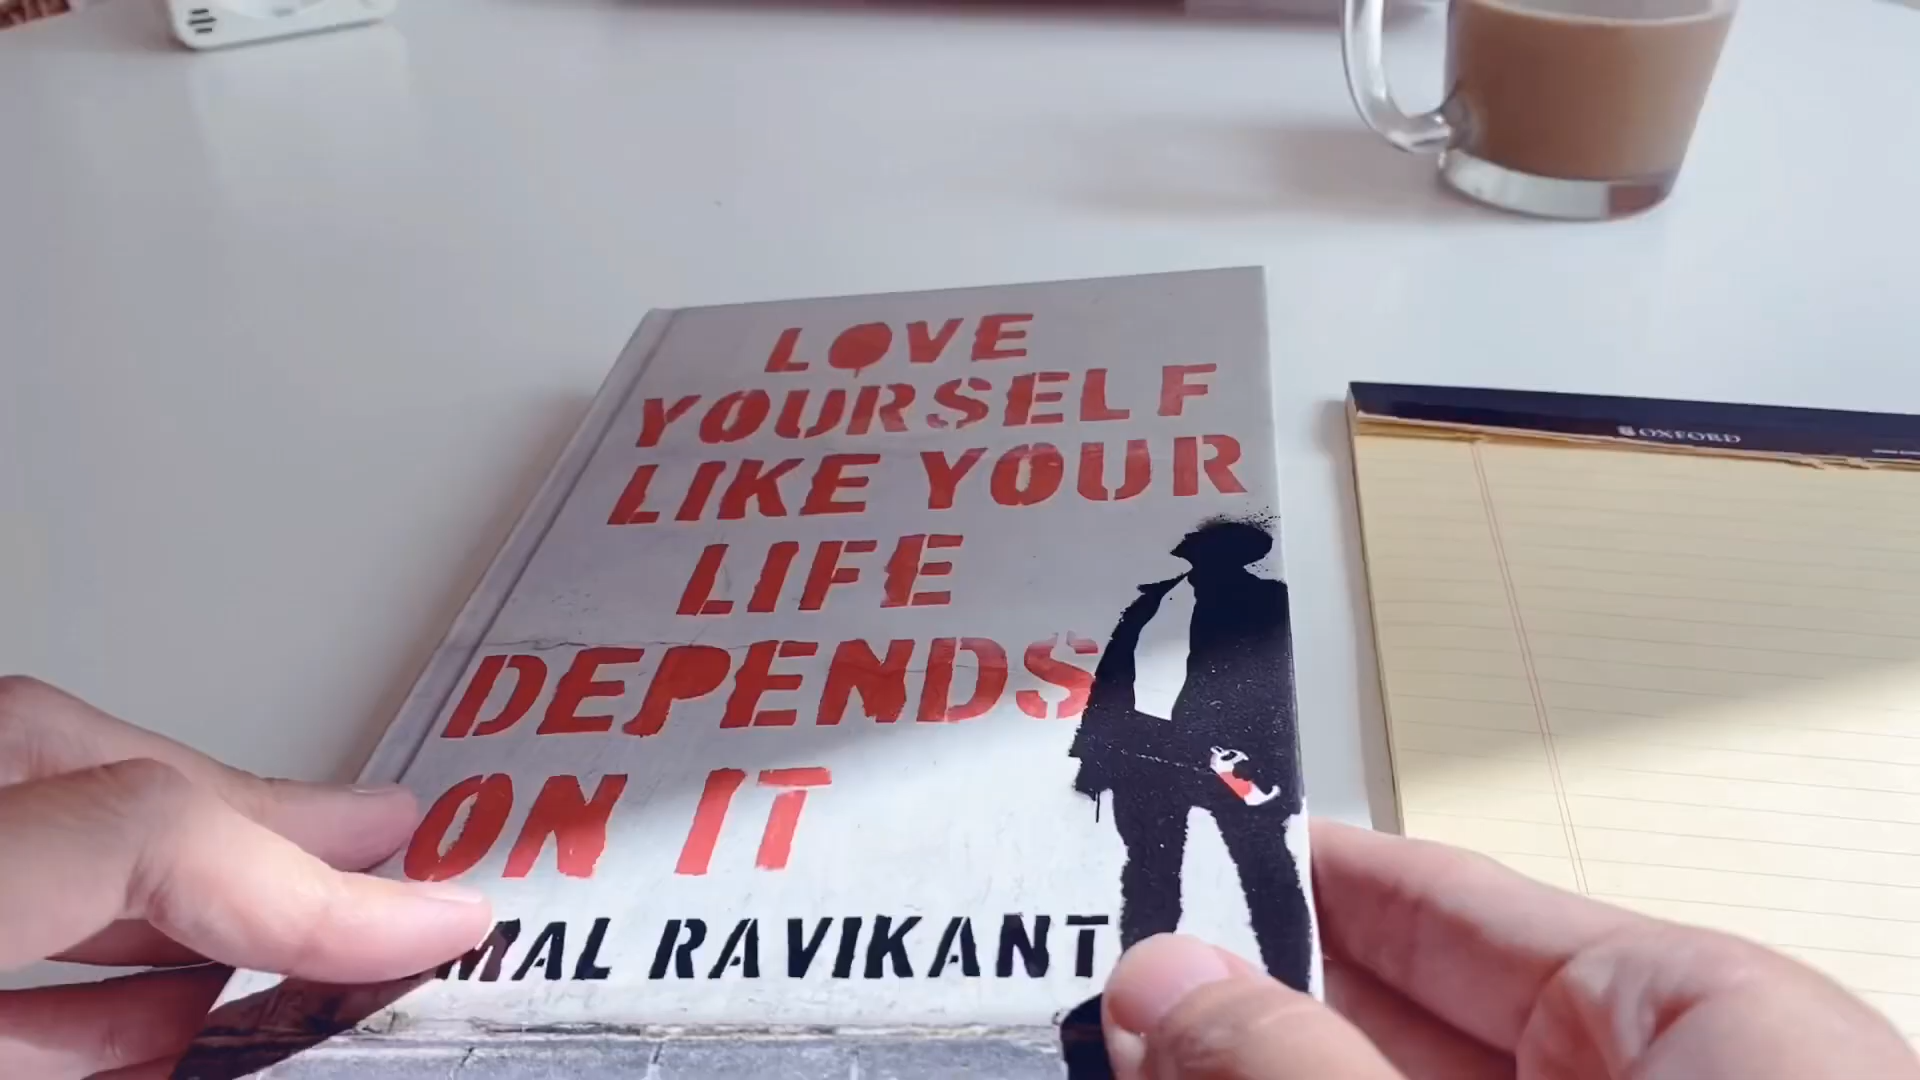 LOVE
YOURSELF
LIKE YOUR
LIFE
DEPENDS
ON IT
MAL RAVIKANT
OXFORD